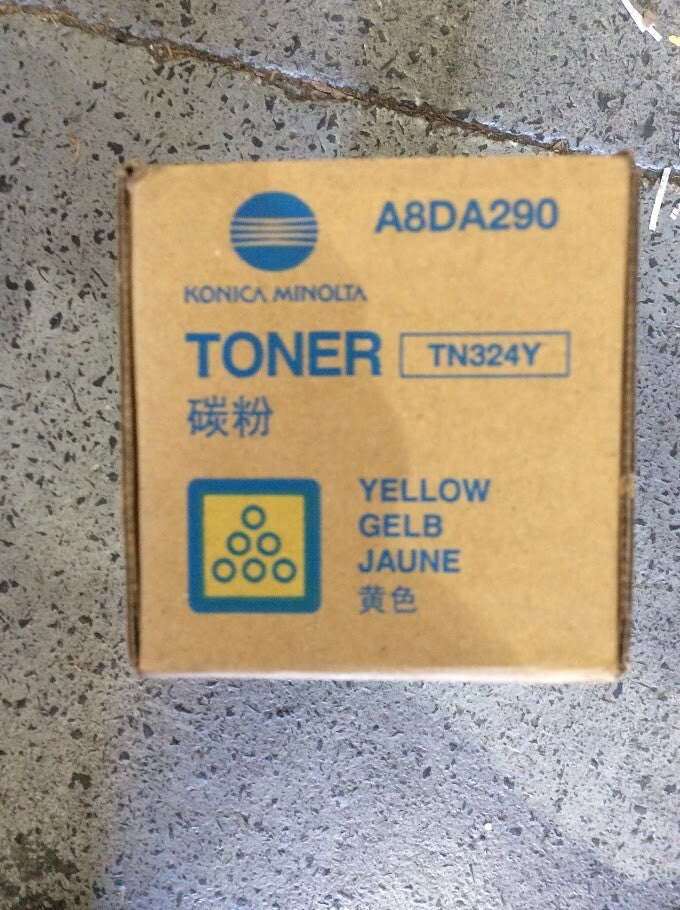 A8DA290
KONICA MINOLTA
TONER TN324Y
碳粉
YELLOW
GELB
JAUNE
黄色